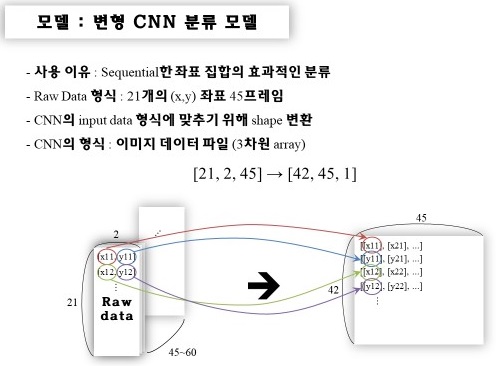 모델 : 변형 CNN 분류 모델
- 사용 이유 : Sequential한 좌표 집합의 효과적인 분류
- Raw Data 형식 : 21개의 (x,y) 좌표 45프레임
- CNN의 input data 형식에 맞추기 위해 shape 변환
- CNN의 형식 : 이미지 데이터 파일 (3차원 array)
[21, 2, 45] → [42, 45, 1]
45
2
(x11, y11)
(x12, y12)
⋮
21
Raw
data
45~60
42
[[x11], [x21], ...]
[[y11], [y21], ...]
[[x12], [x22], ...]
[[y12], [y22], ...]
⋮